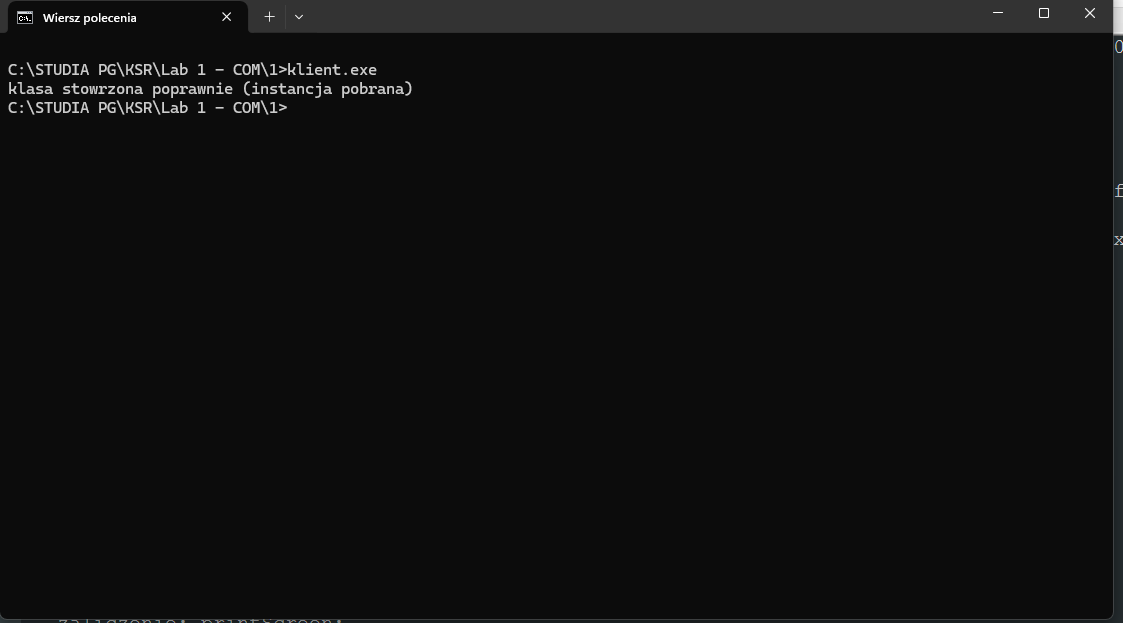 Wiersz polecenia
C:\STUDIA PG\KSR\Lab 1 - COM\1>klient.exe
klasa stowrzona poprawnie (instancja pobrana)
C:\STUDIA PG\KSR\Lab 1 - COM\1>